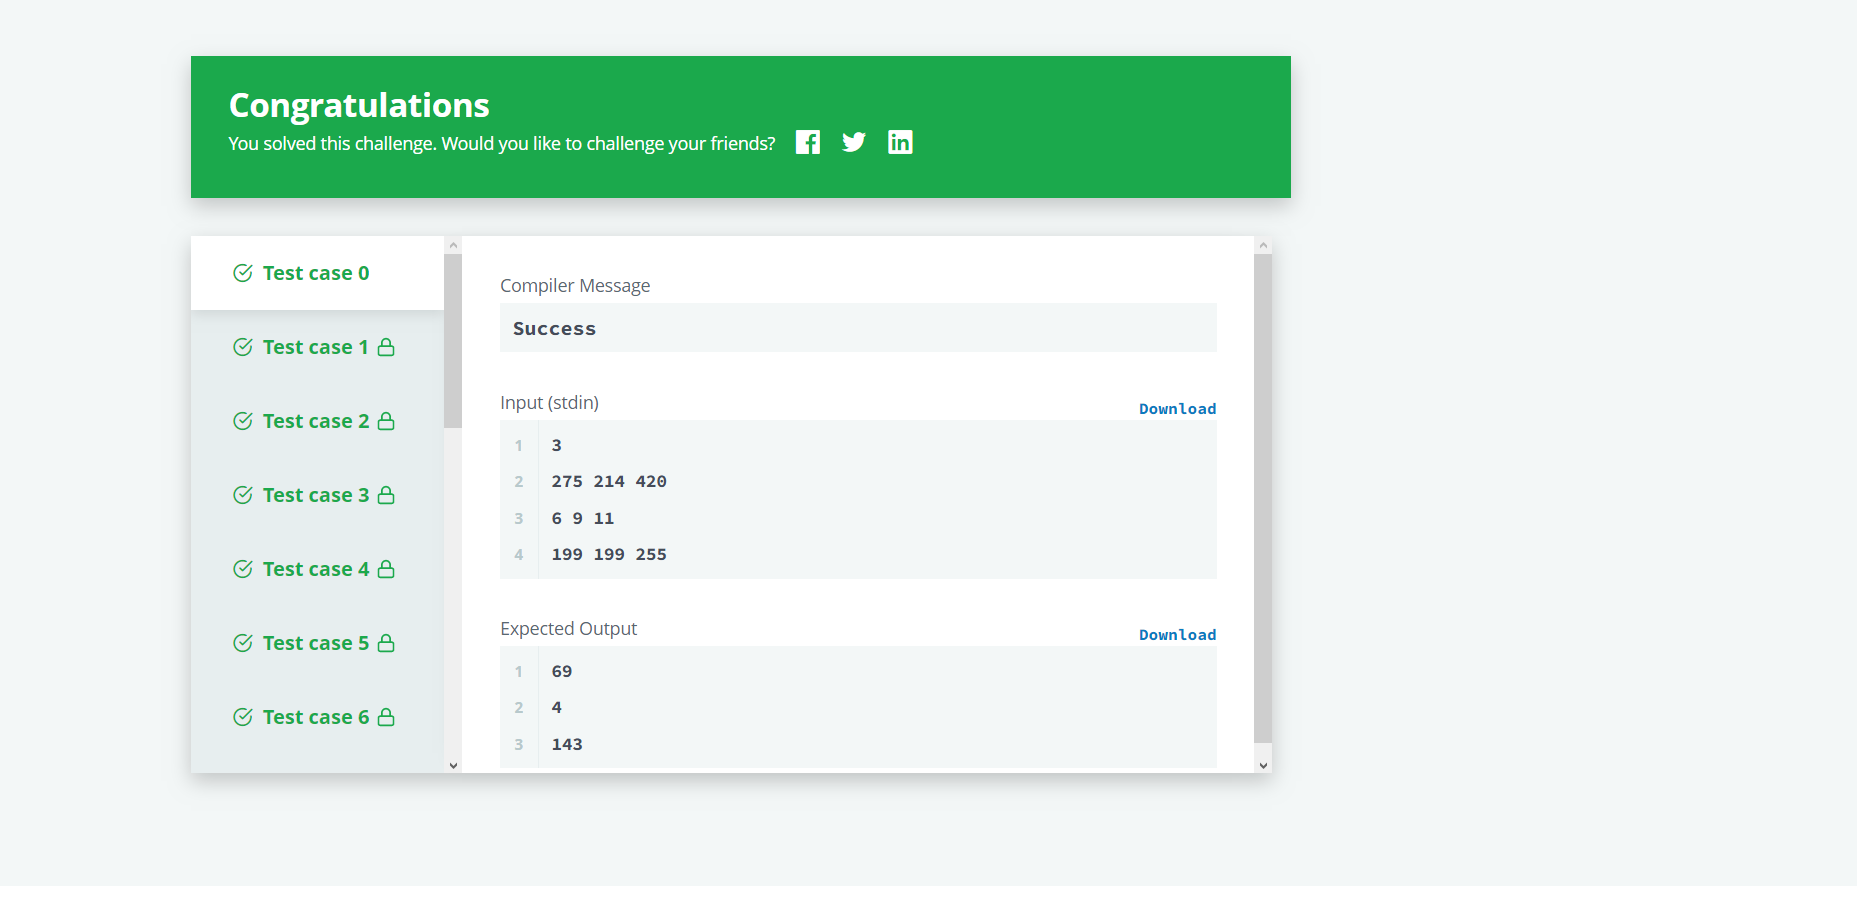 Congratulations
You solved this challenge. Would you like to challenge your friends?
Test case 0
Test case 1
Test case 2
Test case 3
Test case 4
Test case 5
Test case 6
Compiler Message
Success
Input (stdin)
Download
1 3
2 275 214 420
3 6 9 11
4 199 199 255
Expected Output
Download
1 69
2 4
3 143